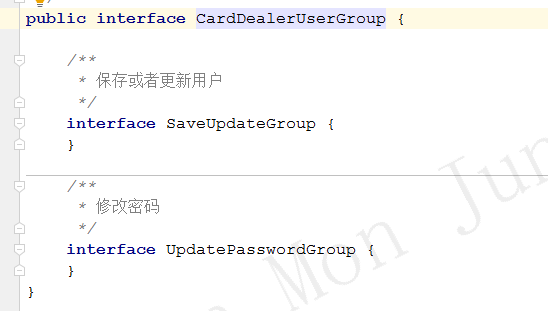 public interface CardDealerUserGroup {
/**
* 保存或者更新用户
*/
interface SaveUpdateGroup {
}
/**
* 修改密码
*/
interface UpdatePasswordGroup {
}
}
Mon Jun